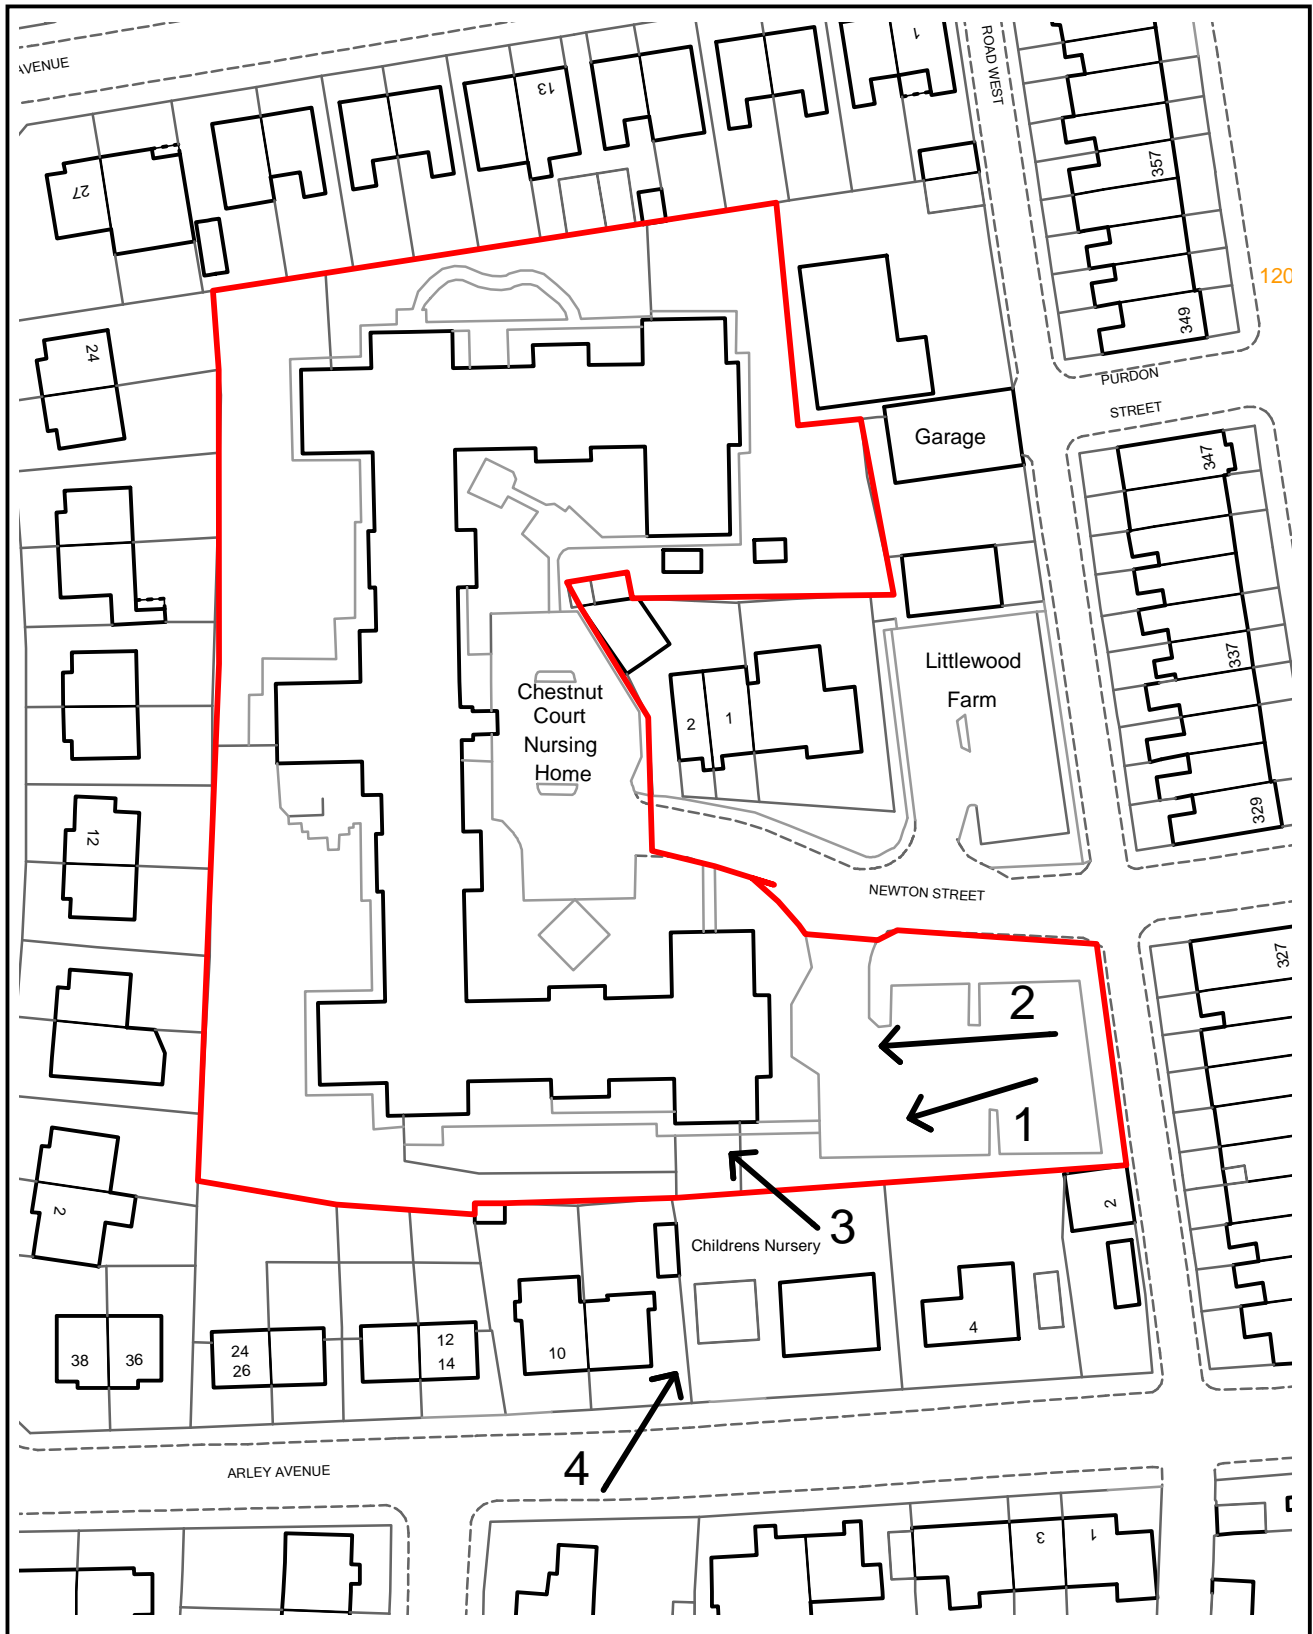 AVENUE
ROAD WEST
1
13
27
357
120
349
24
PURDON
STREET
Garage
347
Littlewood
Farm
337
Chestnut
Court
Nursing
Home
2
1
12
329
NEWTON STREET
327
2
1
2
2
3
Childrens Nursery
4
10
12
14
24
26
38
36
4
ARLEY AVENUE
3
1